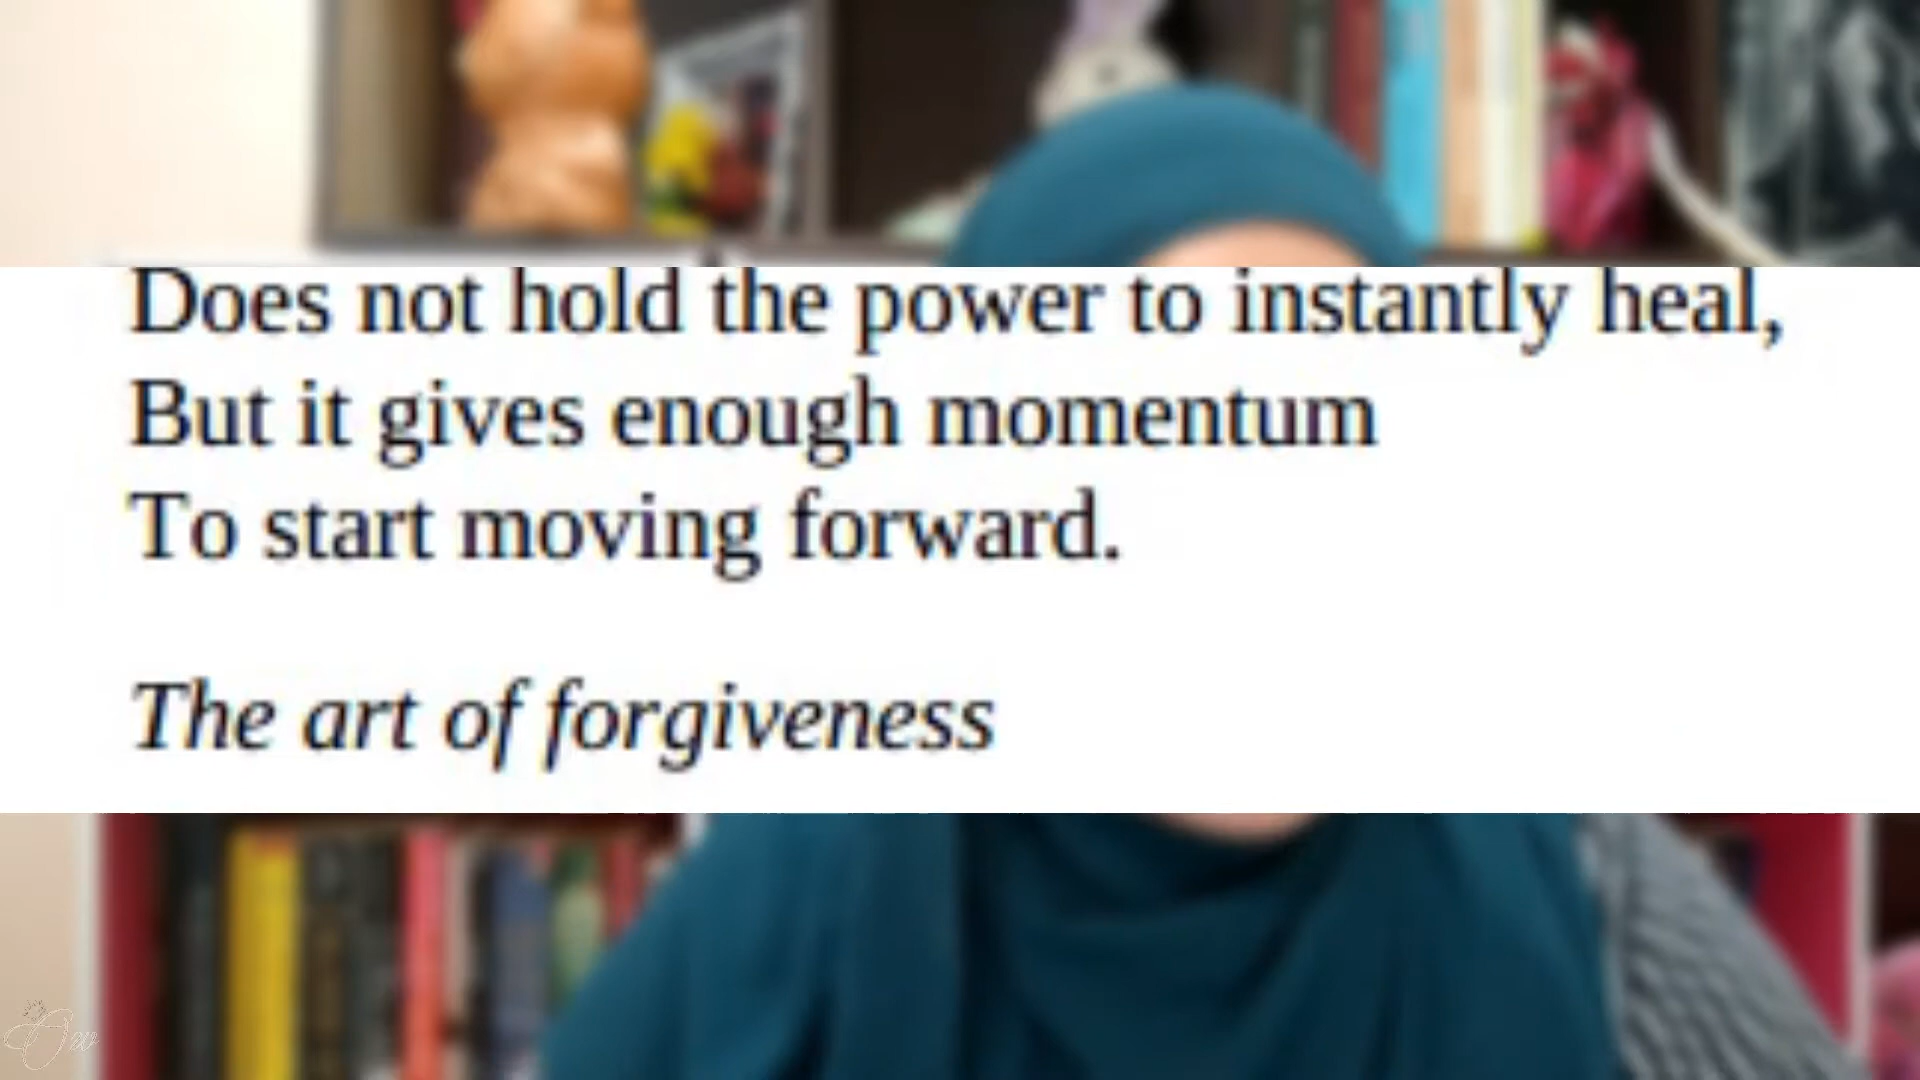 Does not hold the power to instantly heal,
But it gives enough momentum
To start moving forward.
The art of forgiveness